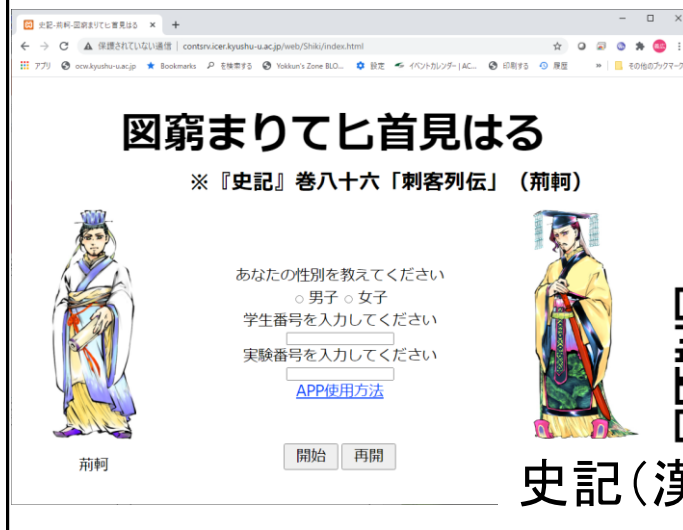 史記-荊軻-図窮まりて匕首見はる
保護されていない通信 | contsrv.icer.kyushu-u.ac.jp/web/Shiki/index.html
アプリ ocw.kyushu-u.ac.jp Bookmarks を検索する Yokkun's Zone BLO... 設定 イベントカレンダー | AC... 印刷する 履歴 » その他のブックマーク
図窮まりて匕首見はる
※『史記』巻八十六「刺客列伝」（荊軻）
あなたの性別を教えてください
男子 女子
学生番号を入力してください
実験番号を入力してください
APP使用方法
開始 再開
荊軻
史記(漢